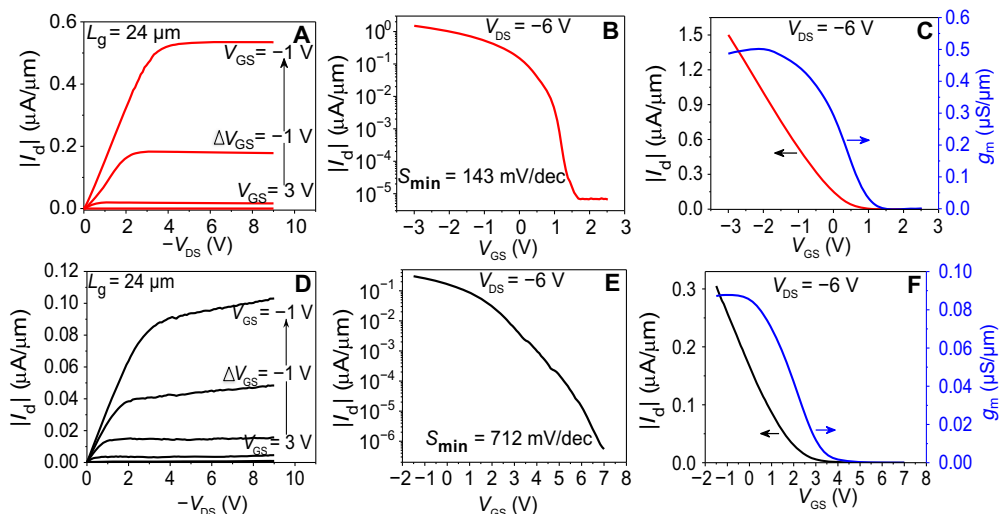 A
L_g = 24 µm
V_GS = −1 V
ΔV_GS = −1 V
V_GS = 3 V
|I_d| (µA/µm)
0.6
0.4
0.2
0.0
0 2 4 6 8 10
−V_DS (V)
B
V_DS = −6 V
S_min = 143 mV/dec
|I_d| (µA/µm)
10^0
10^−1
10^−2
10^−3
10^−4
10^−5
−3 −2 −1 0 1 2 3
V_GS (V)
C
V_DS = −6 V
|I_d| (µA/µm)
1.5
1.2
0.9
0.6
0.3
0.0
−3 −2 −1 0 1 2 3
V_GS (V)
0.6
0.5
0.4
0.3
0.2
0.1
0.0
g_m (µS/µm)
D
L_g = 24 µm
V_GS = −1 V
ΔV_GS = −1 V
V_GS = 3 V
|I_d| (µA/µm)
0.12
0.10
0.08
0.06
0.04
0.02
0.00
0 2 4 6 8 10
−V_DS (V)
E
V_DS = −6 V
S_min = 712 mV/dec
|I_d| (µA/µm)
10^−1
10^−2
10^−3
10^−4
10^−5
10^−6
−2 −1 0 1 2 3 4 5 6 7 8
V_GS (V)
F
V_DS = −6 V
|I_d| (µA/µm)
0.3
0.2
0.1
0.0
−2 −1 0 1 2 3 4 5 6 7 8
V_GS (V)
0.10
0.08
0.06
0.04
0.02
0.00
g_m (µS/µm)